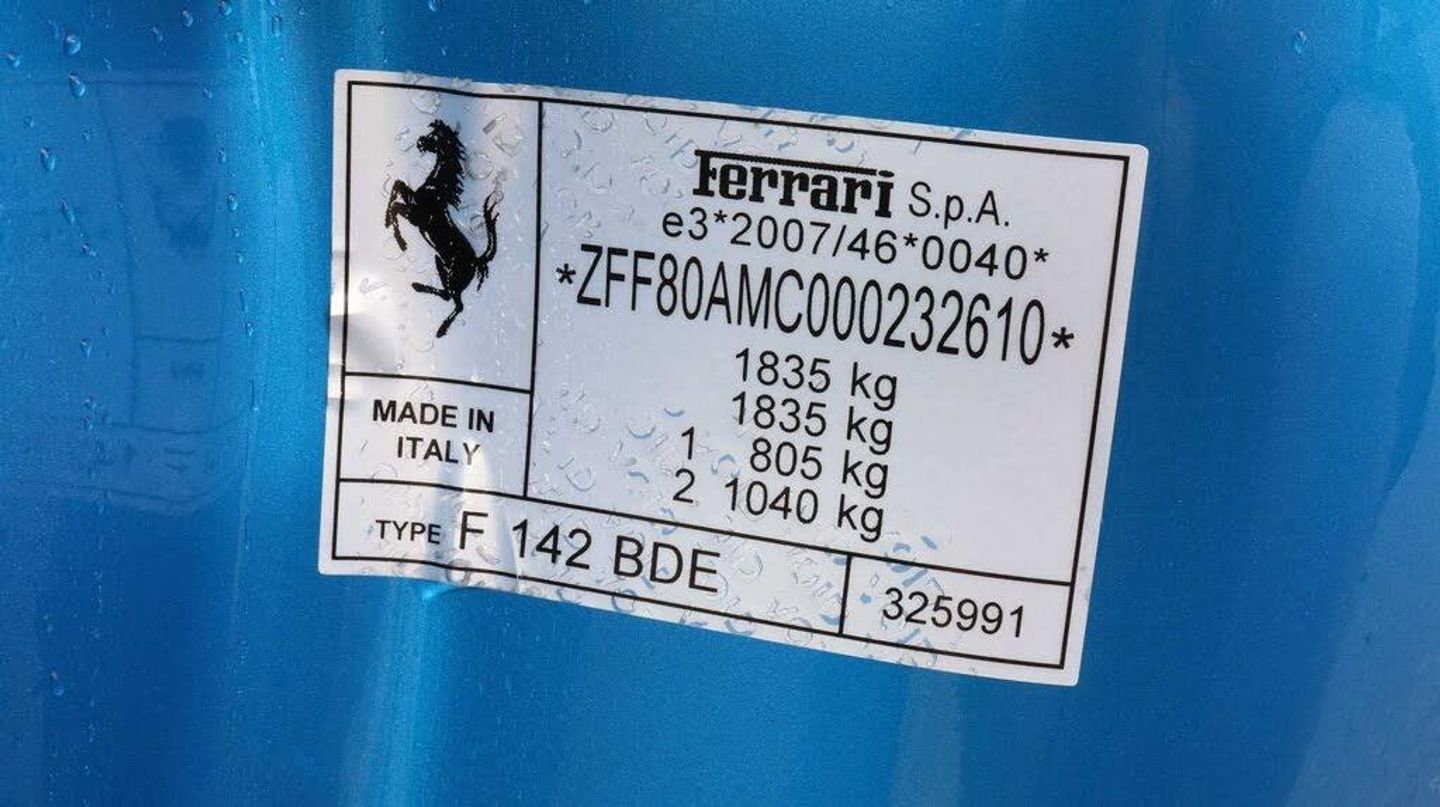 Ferrari S.p.A.
e3*2007/46*0040*
*ZFF80AMC000232610*
1835 kg
1835 kg
1 805 kg
2 1040 kg
MADE IN
ITALY
TYPE F 142 BDE
325991